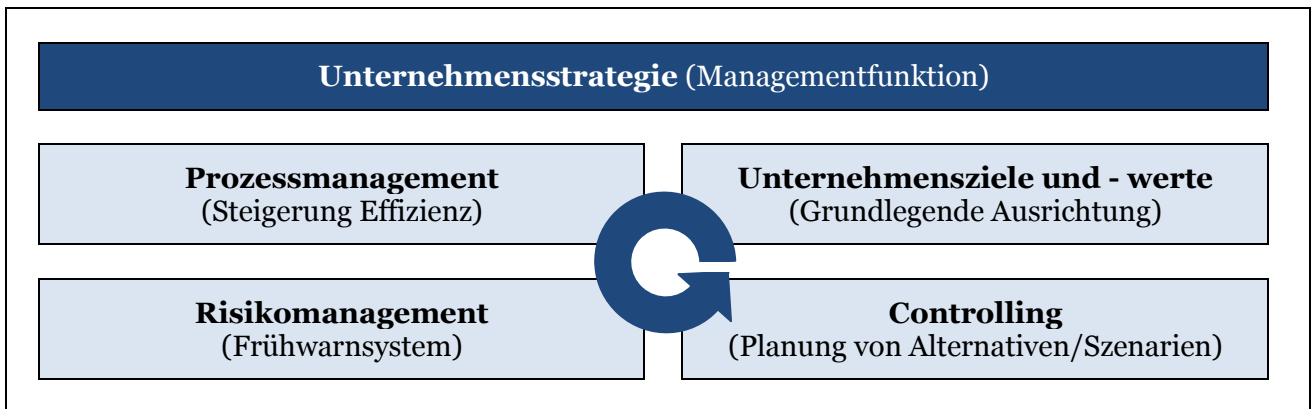 Unternehmensstrategie (Managementfunktion)
Prozessmanagement
(Steigerung Effizienz)
Unternehmensziele und - werte
(Grundlegende Ausrichtung)
Risikomanagement
(Frühwarnsystem)
Controlling
(Planung von Alternativen/Szenarien)